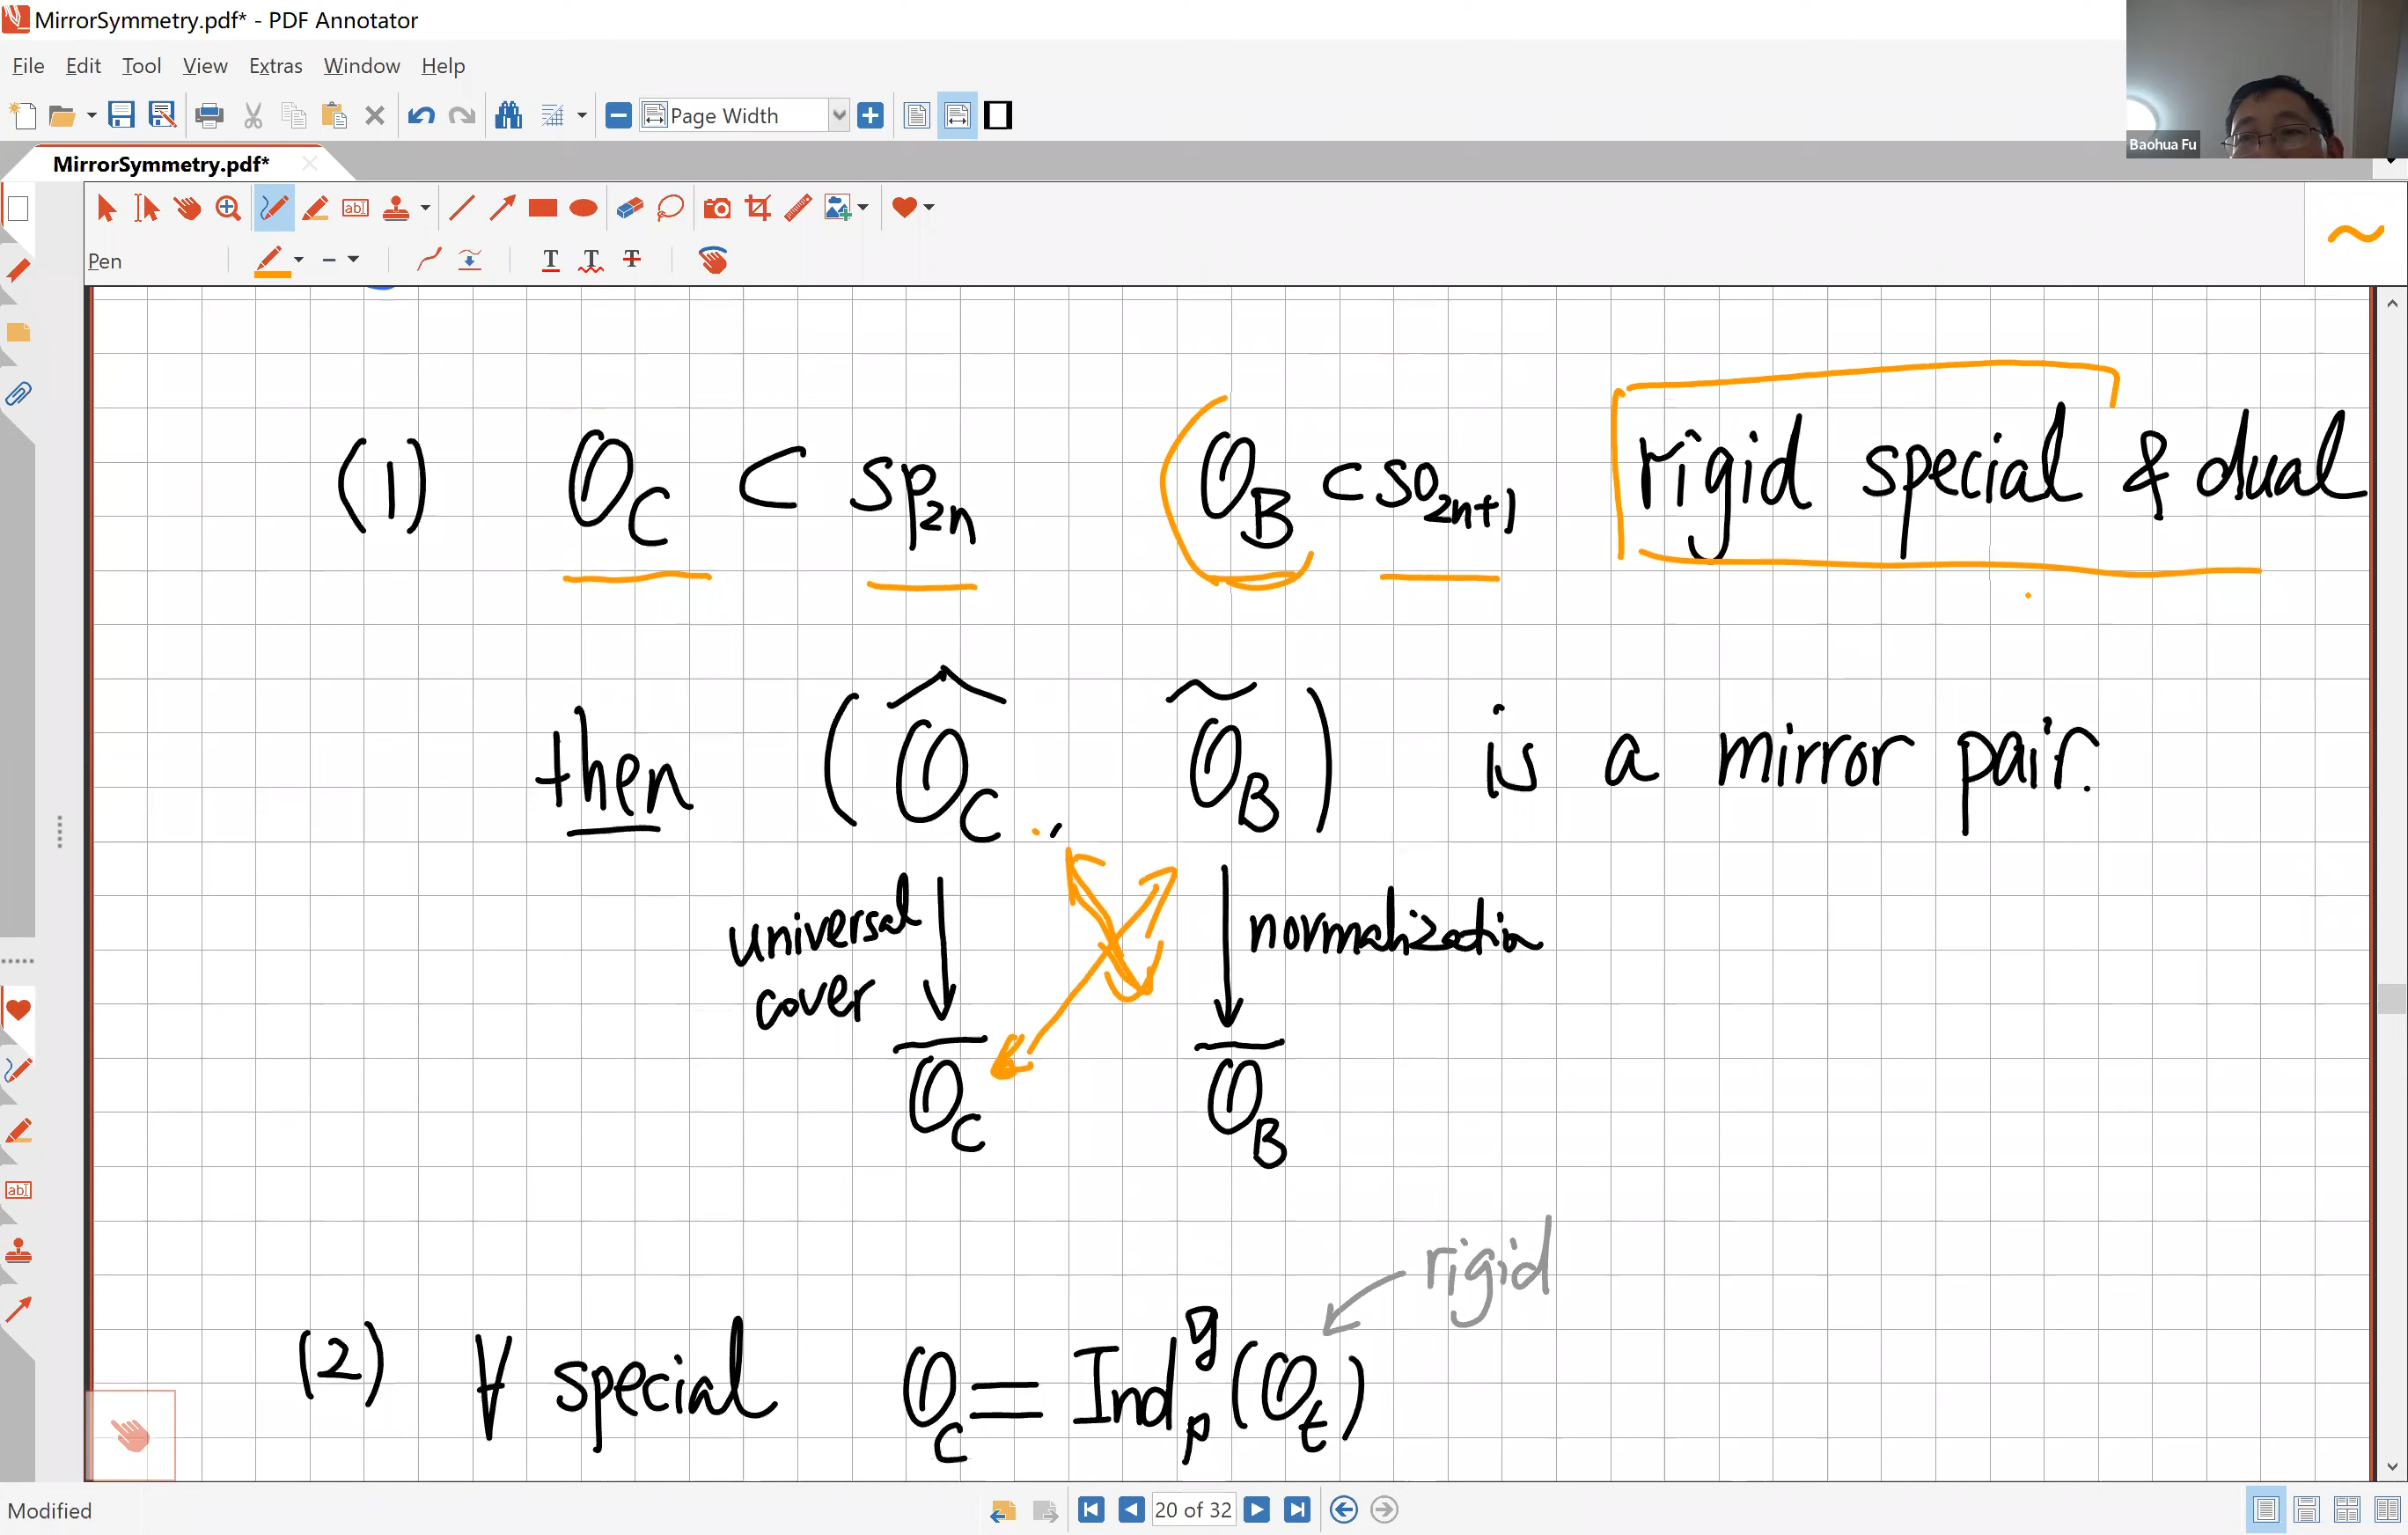 MirrorSymmetry.pdf* - PDF Annotator
File Edit Tool View Extras Window Help
Page Width
Baohua Fu
MirrorSymmetry.pdf*
Pen
(1) O_C ⊂ sp_2n O_B ⊂ so_2n+1 rigid special & dual
then ( Ô_C , Õ_B ) is a mirror pair.
universal cover
normalization
O̅_C O̅_B
rigid
(2) ∀ special O_C = Ind_p^g (O_t)
Modified
20 of 32